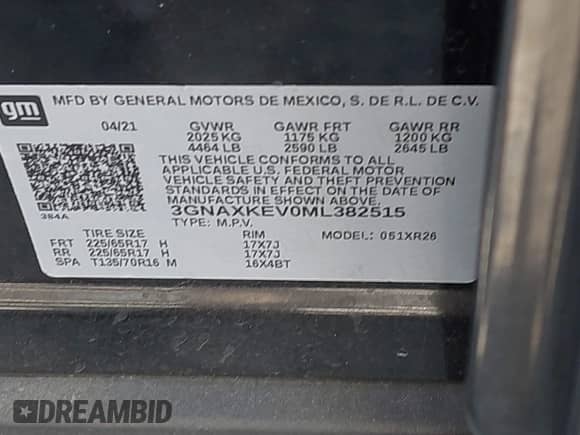 gm
MFD BY GENERAL MOTORS DE MEXICO, S. DE R.L. DE C.V.
04/21 GVWR GAWR FRT GAWR RR
2025 KG 1175 KG 1200 KG
4464 LB 2590 LB 2645 LB
THIS VEHICLE CONFORMS TO ALL
APPLICABLE U.S. FEDERAL MOTOR
VEHICLE SAFETY AND THEFT
PREVENTION STANDARDS IN
EFFECT ON THE DATE OF
MANUFACTURE SHOWN ABOVE.
384A 3GNAXKEV0ML382515
TYPE: M.P.V.
TIRE SIZE RIM MODEL: 051XR26
FRT 225/65R17 H 17X7J
RR 225/65R17 H 17X7J
SPA T135/70R16 M 16X4BT
DREAMBID